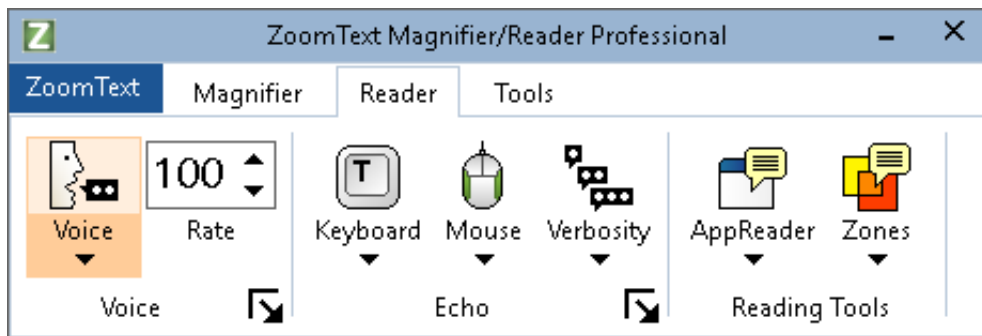 Z ZoomText Magnifier/Reader Professional
ZoomText Magnifier Reader Tools
100 T
Voice Rate Keyboard Mouse Verbosity AppReader Zones
Voice Echo Reading Tools